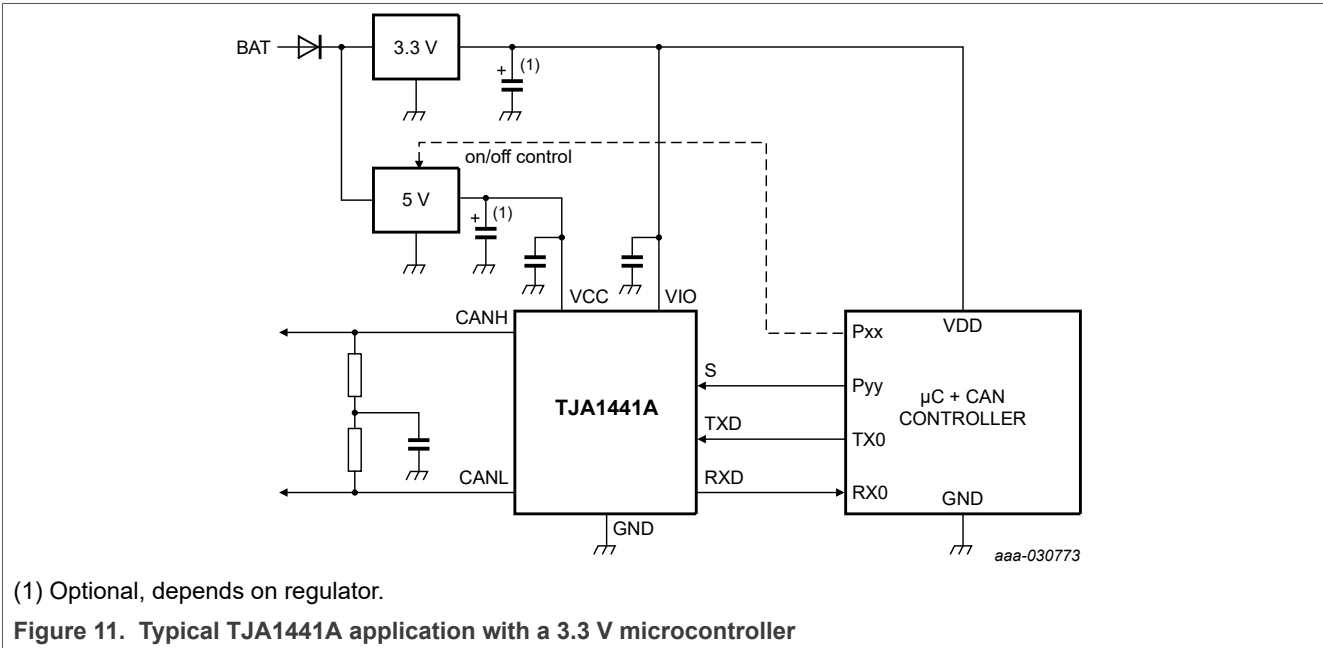 BAT
3.3 V
+ (1)
on/off control
5 V
+ (1)
VCC
VIO
CANH
Pxx
VDD
S
Pyy
µC + CAN
CONTROLLER
TJA1441A
TXD
TX0
CANL
RXD
RX0
GND
GND
aaa-030773
(1) Optional, depends on regulator.
Figure 11. Typical TJA1441A application with a 3.3 V microcontroller